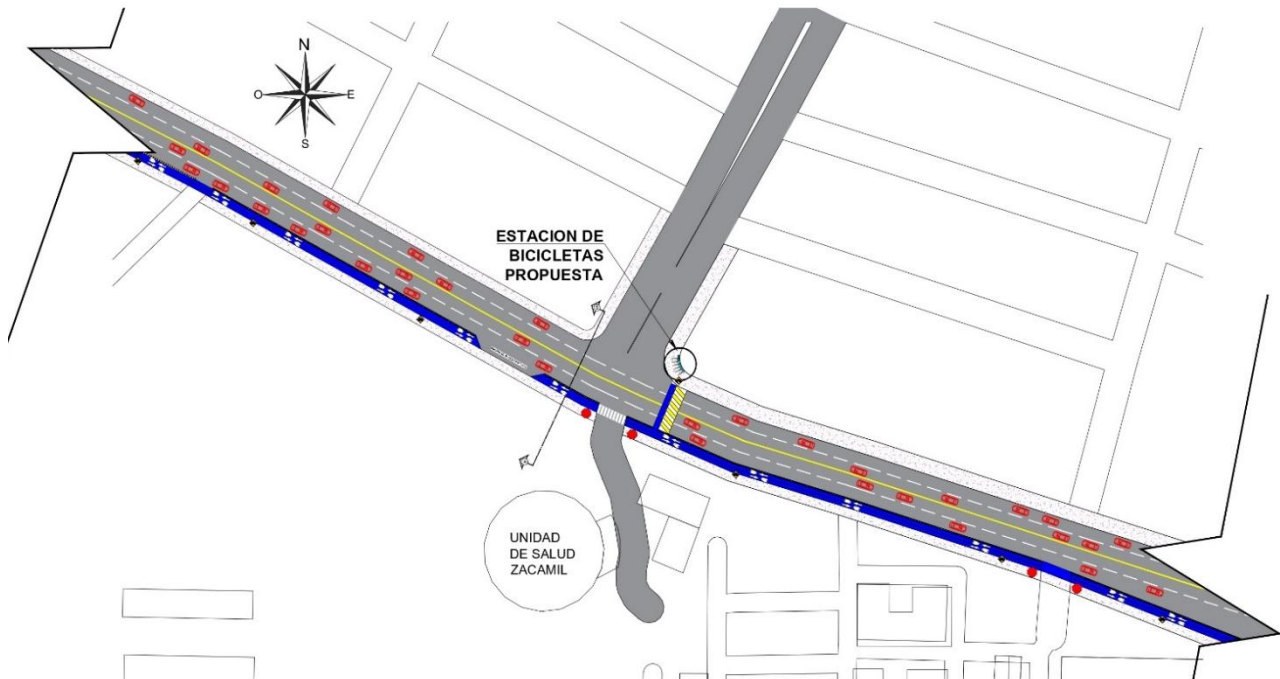 N
O
E
S
ESTACION DE
BICICLETAS
PROPUESTA
UNIDAD
DE SALUD
ZACAMIL